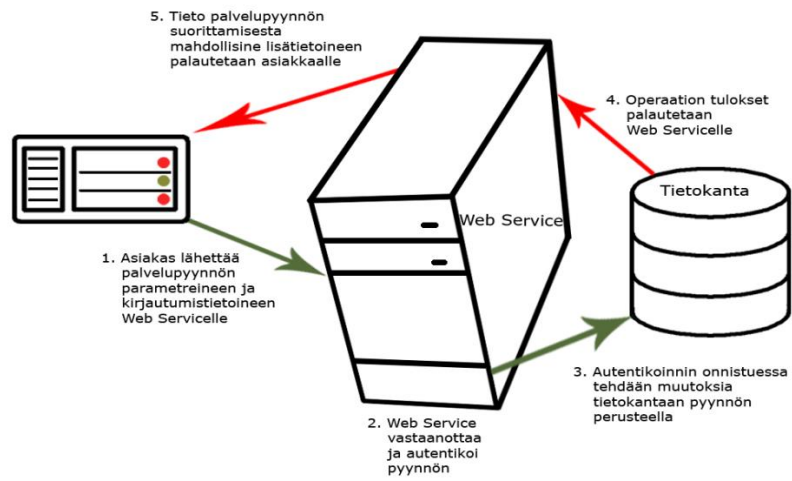 5. Tieto palvelupyynnön
suorittamisesta
mahdollisine lisätietoineen
palautetaan asiakkaalle
4. Operaation tulokset
palautetaan
Web Servicelle
Tietokanta
Web Service
1. Asiakas lähettää
palvelupyynnön
parametreineen ja
kirjautumistietoineen
Web Servicelle
3. Autentikoinnin onnistuessa
tehdään muutoksia
tietokantaan pyynnön
perusteella
2. Web Service
vastaanottaa
ja autentikoi
pyynnön